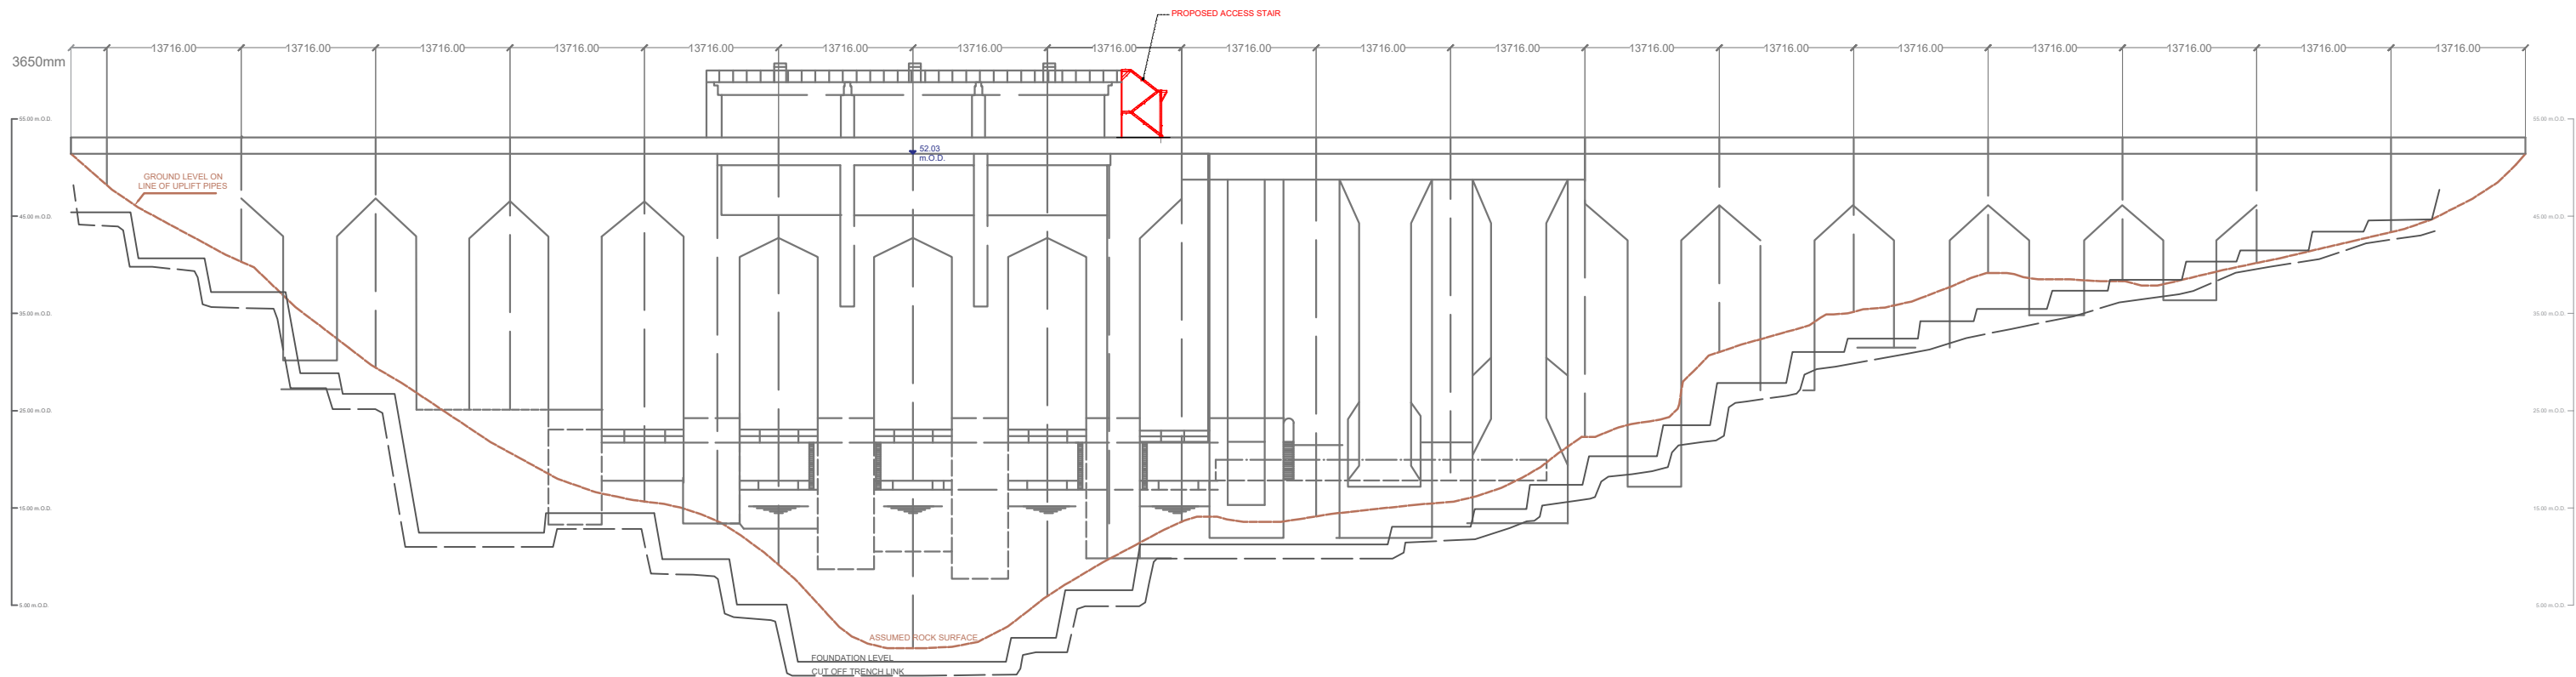 PROPOSED ACCESS STAIR
13716.00 13716.00 13716.00 13716.00 13716.00 13716.00 13716.00 13716.00 13716.00 13716.00 13716.00 13716.00 13716.00 13716.00 13716.00 13716.00 13716.00 13716.00
3650mm
55.00 m.O.D. 55.00 m.O.D.
52.03
m.O.D.
GROUND LEVEL ON
LINE OF UPLIFT PIPES
45.00 m.O.D. 45.00 m.O.D.
35.00 m.O.D. 35.00 m.O.D.
25.00 m.O.D. 25.00 m.O.D.
15.00 m.O.D. 15.00 m.O.D.
5.00 m.O.D. 5.00 m.O.D.
ASSUMED ROCK SURFACE
FOUNDATION LEVEL
CUT OFF TRENCH LINK